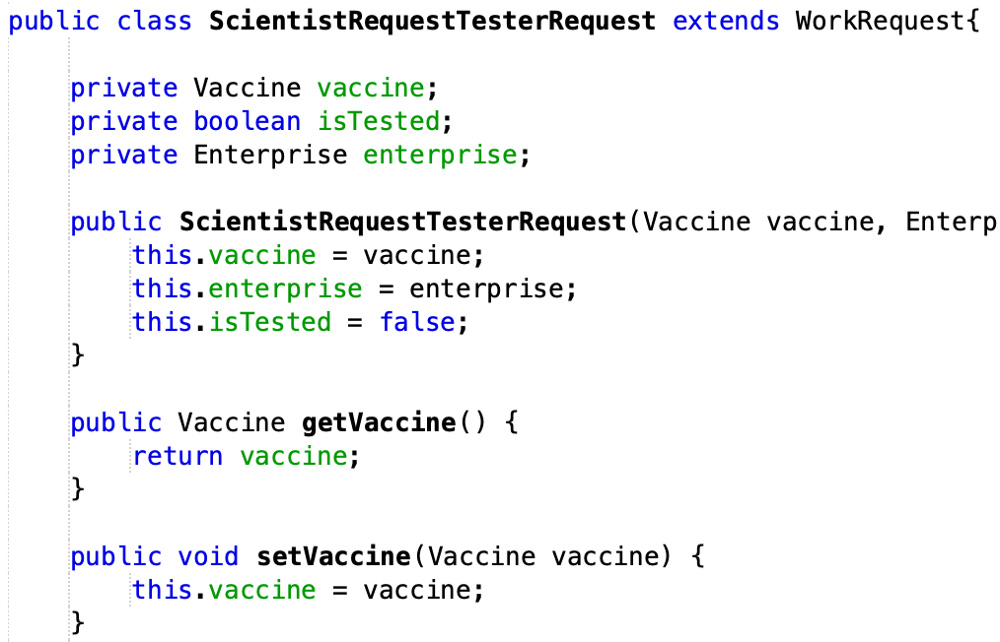 public class ScientistRequestTesterRequest extends WorkRequest{
private Vaccine vaccine;
private boolean isTested;
private Enterprise enterprise;
public ScientistRequestTesterRequest(Vaccine vaccine, Enterp
this.vaccine = vaccine;
this.enterprise = enterprise;
this.isTested = false;
}
public Vaccine getVaccine() {
return vaccine;
}
public void setVaccine(Vaccine vaccine) {
this.vaccine = vaccine;
}